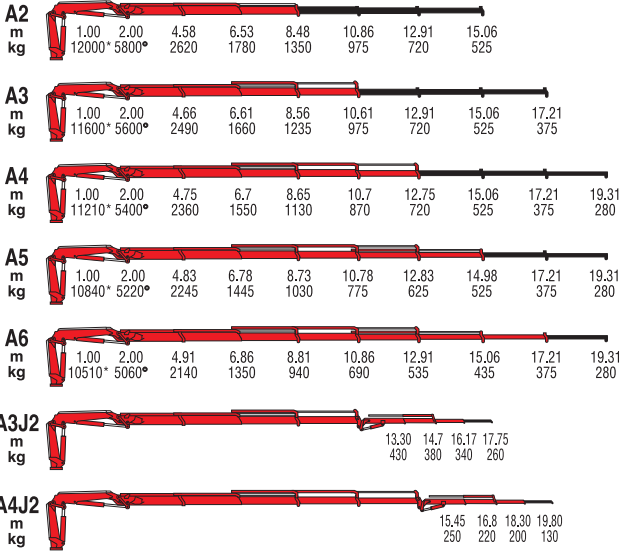 A2
m 1.00 2.00 4.58 6.53 8.48 10.86 12.91 15.06
kg 12000* 5800° 2620 1780 1350 975 720 525
A3
m 1.00 2.00 4.66 6.61 8.56 10.61 12.91 15.06 17.21
kg 11600* 5600° 2490 1660 1235 975 720 525 375
A4
m 1.00 2.00 4.75 6.7 8.65 10.7 12.75 15.06 17.21 19.31
kg 11210* 5400° 2360 1550 1130 870 720 525 375 280
A5
m 1.00 2.00 4.83 6.78 8.73 10.78 12.83 14.98 17.21 19.31
kg 10840* 5220° 2245 1445 1030 775 625 525 375 280
A6
m 1.00 2.00 4.91 6.86 8.81 10.86 12.91 15.06 17.21 19.31
kg 10510* 5060° 2140 1350 940 690 535 435 375 280
A3J2
m 13.30 14.7 16.17 17.75
kg 430 380 340 260
A4J2
m 15.45 16.8 18.30 19.80
kg 250 220 200 130